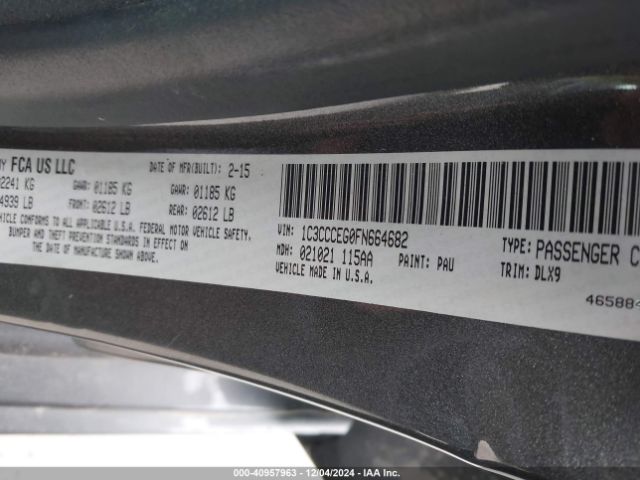 FCA US LLC
DATE OF MFR(BUILT): 2-15
2241 KG GAWR: 01185 KG GAWR: 01185 KG
4939 LB FRONT: 02612 LB REAR: 02612 LB
VEHICLE CONFORMS TO ALL APPLICABLE U.S.A. FEDERAL MOTOR VEHICLE SAFETY,
BUMPER AND THEFT PREVENTION STANDARDS IN EFFECT ON
THE DATE OF MANUFACTURE SHOWN ABOVE.
VIN: 1C3CCCEG0FN664682
TYPE: PASSENGER C
MDH: 021021 115AA PAINT: PAU
TRIM: DLX9
VEHICLE MADE IN U.S.A.
46588
000-40957963 - 12/04/2024 - IAA Inc.